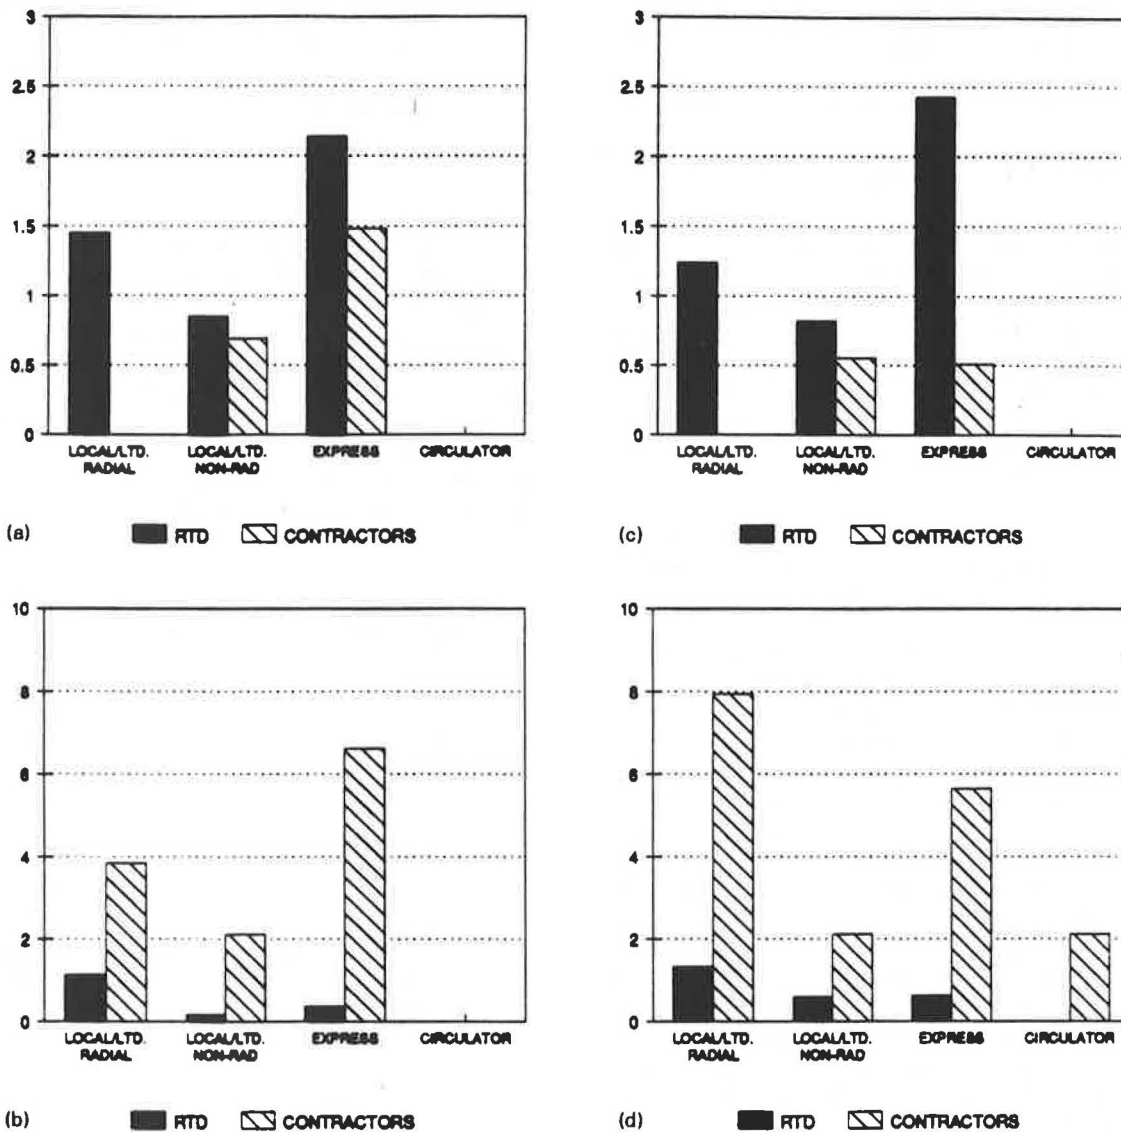 3
2.5
2
1.5
1
0.5
0
LOCAL/LTD. RADIAL
LOCAL/LTD. NON-RAD
EXPRESS
CIRCULATOR
(a)
RTD
CONTRACTORS
3
2.5
2
1.5
1
0.5
0
LOCAL/LTD. RADIAL
LOCAL/LTD. NON-RAD
EXPRESS
CIRCULATOR
(c)
RTD
CONTRACTORS
10
8
6
4
2
0
LOCAL/LTD. RADIAL
LOCAL/LTD. NON-RAD
EXPRESS
CIRCULATOR
(b)
RTD
CONTRACTORS
10
8
6
4
2
0
LOCAL/LTD. RADIAL
LOCAL/LTD. NON-RAD
EXPRESS
CIRCULATOR
(d)
RTD
CONTRACTORS